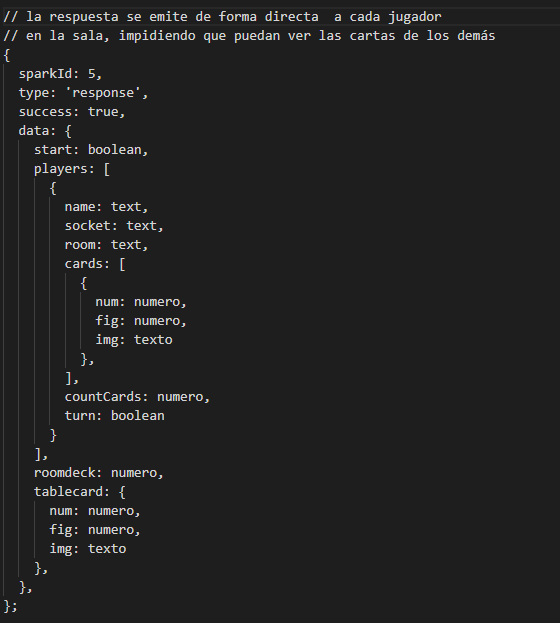 // la respuesta se emite de forma directa  a cada jugador
// en la sala, impidiendo que puedan ver las cartas de los demás
{
  sparkId: 5,
  type: 'response',
  success: true,
  data: {
    start: boolean,
    players: [
      {
        name: text,
        socket: text,
        room: text,
        cards: [
          {
            num: numero,
            fig: numero,
            img: texto
          },
        ],
        countCards: numero,
        turn: boolean
      }
    ],
    roomdeck: numero,
    tablecard: {
      num: numero,
      fig: numero,
      img: texto
    },
  },
};